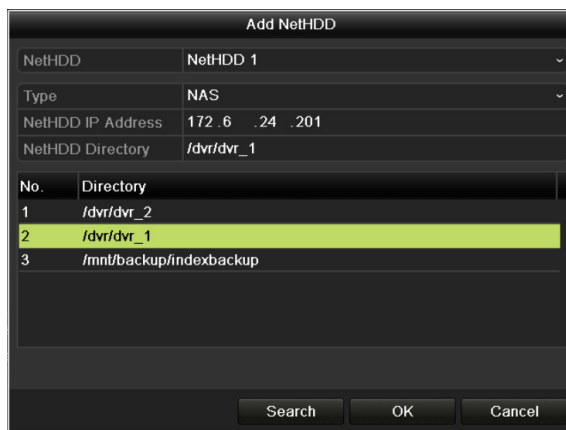 Add NetHDD
NetHDD NetHDD 1
Type NAS
NetHDD IP Address 172 .6 .24 .201
NetHDD Directory /dvr/dvr_1
No. Directory
1 /dvr/dvr_2
2 /dvr/dvr_1
3 /mnt/backup/indexbackup
Search OK Cancel